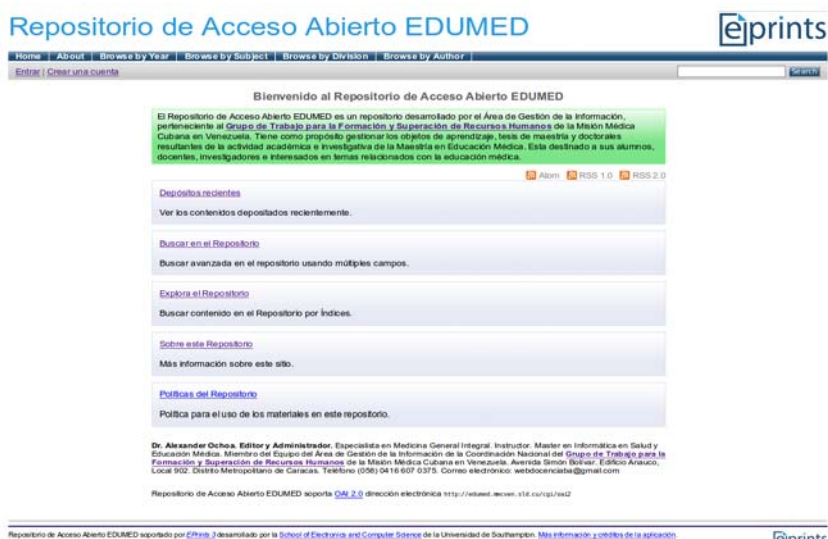 Repositorio de Acceso Abierto EDUMED
eprints
Home | About | Browse by Year | Browse by Subject | Browse by Division | Browse by Author
Entrar | Crear una cuenta
Search
Bienvenido al Repositorio de Acceso Abierto EDUMED
El Repositorio de Acceso Abierto EDUMED es un repositorio desarrollado por el Área de Gestión de la Información,
perteneciente al Grupo de Trabajo para la Formación y Superación de Recursos Humanos de la Misión Médica
Cubana en Venezuela. Tiene como propósito gestionar los objetos de aprendizaje, tesis de maestría y doctorales
resultantes de la actividad académica e investigativa de la Maestría en Educación Médica. Esta destinado a sus alumnos,
docentes, investigadores e interesados en temas relacionados con la educación médica.
Atom RSS 1.0 RSS 2.0
Depósitos recientes
Ver los contenidos depositados recientemente.
Buscar en el Repositorio
Buscar avanzada en el repositorio usando múltiples campos.
Explora el Repositorio
Buscar contenido en el Repositorio por Índices.
Sobre este Repositorio
Más información sobre este sitio.
Políticas del Repositorio
Política para el uso de los materiales en este repositorio.
Dr. Alexander Ochoa. Editor y Administrador. Especialista en Medicina General Integral. Instructor. Master en Informática en Salud y
Educación Médica. Miembro del Equipo del Área de Gestión de la Información de la Coordinación Nacional del Grupo de Trabajo para la
Formación y Superación de Recursos Humanos de la Misión Médica Cubana en Venezuela. Avenida Simón Bolívar. Edificio Anauco,
Local 902. Distrito Metropolitano de Caracas. Teléfono (058) 0416 607 0375. Correo electrónico: webdocenciaba@gmail.com
Repositorio de Acceso Abierto EDUMED soporta OAI 2.0 dirección electrónica http://edumed.mmcven.sld.cu/cgi/oai2
Repositorio de Acceso Abierto EDUMED soportado por EPrints 3 desarrollado por la School of Electronics and Computer Science de la Universidad de Southampton. Más información y créditos de la aplicación.
eprints